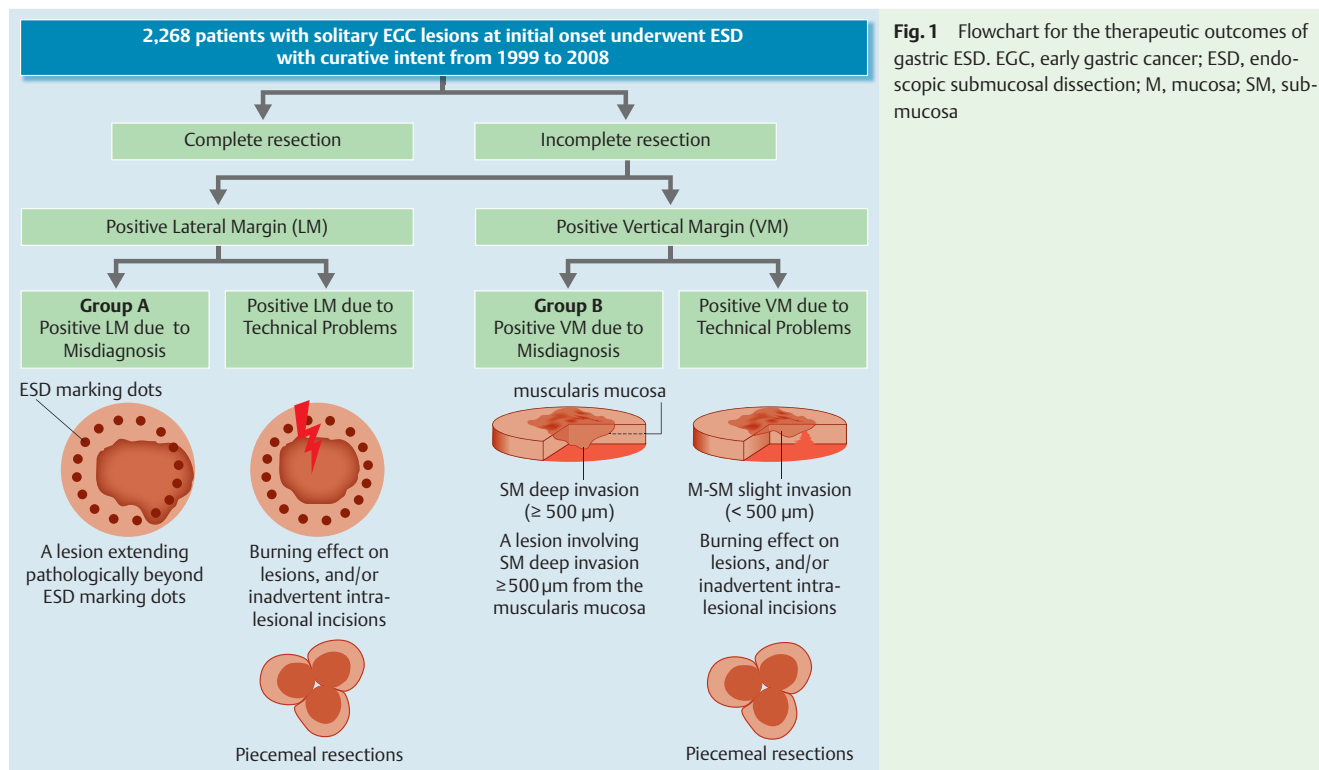 2,268 patients with solitary EGC lesions at initial onset underwent ESD
with curative intent from 1999 to 2008
Complete resection
Incomplete resection
Positive Lateral Margin (LM)
Positive Vertical Margin (VM)
Group A
Positive LM due to
Misdiagnosis
Positive LM due to
Technical Problems
Group B
Positive VM due to
Misdiagnosis
Positive VM due to
Technical Problems
ESD marking dots
muscularis mucosa
A lesion extending
pathologically beyond
ESD marking dots
Burning effect on
lesions, and/or
inadvertent intra-
lesional incisions
SM deep invasion
(≥ 500 µm)
A lesion involving
SM deep invasion
≥500µm from the
muscularis mucosa
M-SM slight invasion
(< 500 µm)
Burning effect on
lesions, and/or
inadvertent intra-
lesional incisions
Piecemeal resections
Piecemeal resections
Fig. 1 Flowchart for the therapeutic outcomes of
gastric ESD. EGC, early gastric cancer; ESD, endo-
scopic submucosal dissection; M, mucosa; SM, sub-
mucosa